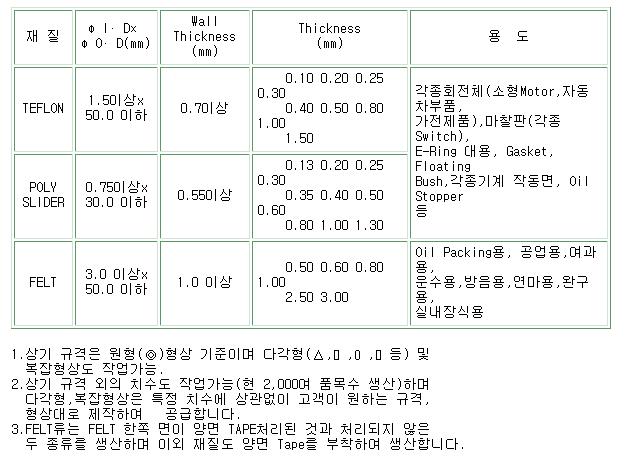 재 질
φ I· Dx
φ O· D(mm)
Wall
Thickness
(mm)
Thickness
(mm)
용 도
TEFLON
1.50이상x
50.0 이하
0.70이상
0.10 0.20 0.25
0.30
0.40 0.50 0.80
1.00
1.50
각종회전체(소형Motor,자동
차부품,
가전제품),마찰판(각종
Switch),
E-Ring 대용, Gasket,
Floating
Bush,각종기계 작동면, Oil
Stopper
등
POLY
SLIDER
0.750이상x
30.0 이하
0.550이상
0.13 0.20 0.25
0.30
0.35 0.40 0.50
0.60
0.80 1.00 1.30
FELT
3.0 이상x
50.0 이하
1.0 이상
0.50 0.60 0.80
1.00
2.50 3.00
Oil Packing용, 공업용,여과
용,
운수용,방음용,연마용,완구
용,
실내장식용
1.상기 규격은 원형(◎)형상 기준이며 다각형(△,▯ ,▯ ,▯ 등) 및
복잡형상도 작업가능.
2.상기 규격 외의 치수도 작업가능(현 2,000여 품목수 생산)하며
다각형,복잡형상은 특정 치수에 상관없이 고객이 원하는 규격,
형상대로 제작하여 공급합니다.
3.FELT류는 FELT 한쪽 면이 양면 TAPE처리된 것과 처리되지 않은
두 종류를 생산하며 이외 재질도 양면 Tape을 부착하여 생산합니다.